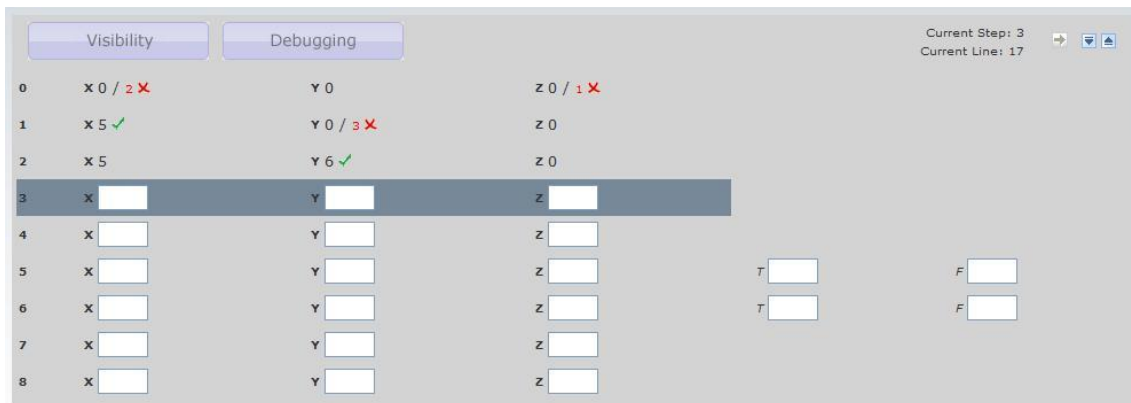 Visibility Debugging Current Step: 3
Current Line: 17
0 X 0 / 2 ✗ Y 0 Z 0 / 1 ✗
1 X 5 ✓ Y 0 / 3 ✗ Z 0
2 X 5 Y 6 ✓ Z 0
3 X Y Z
4 X Y Z
5 X Y Z T F
6 X Y Z T F
7 X Y Z
8 X Y Z